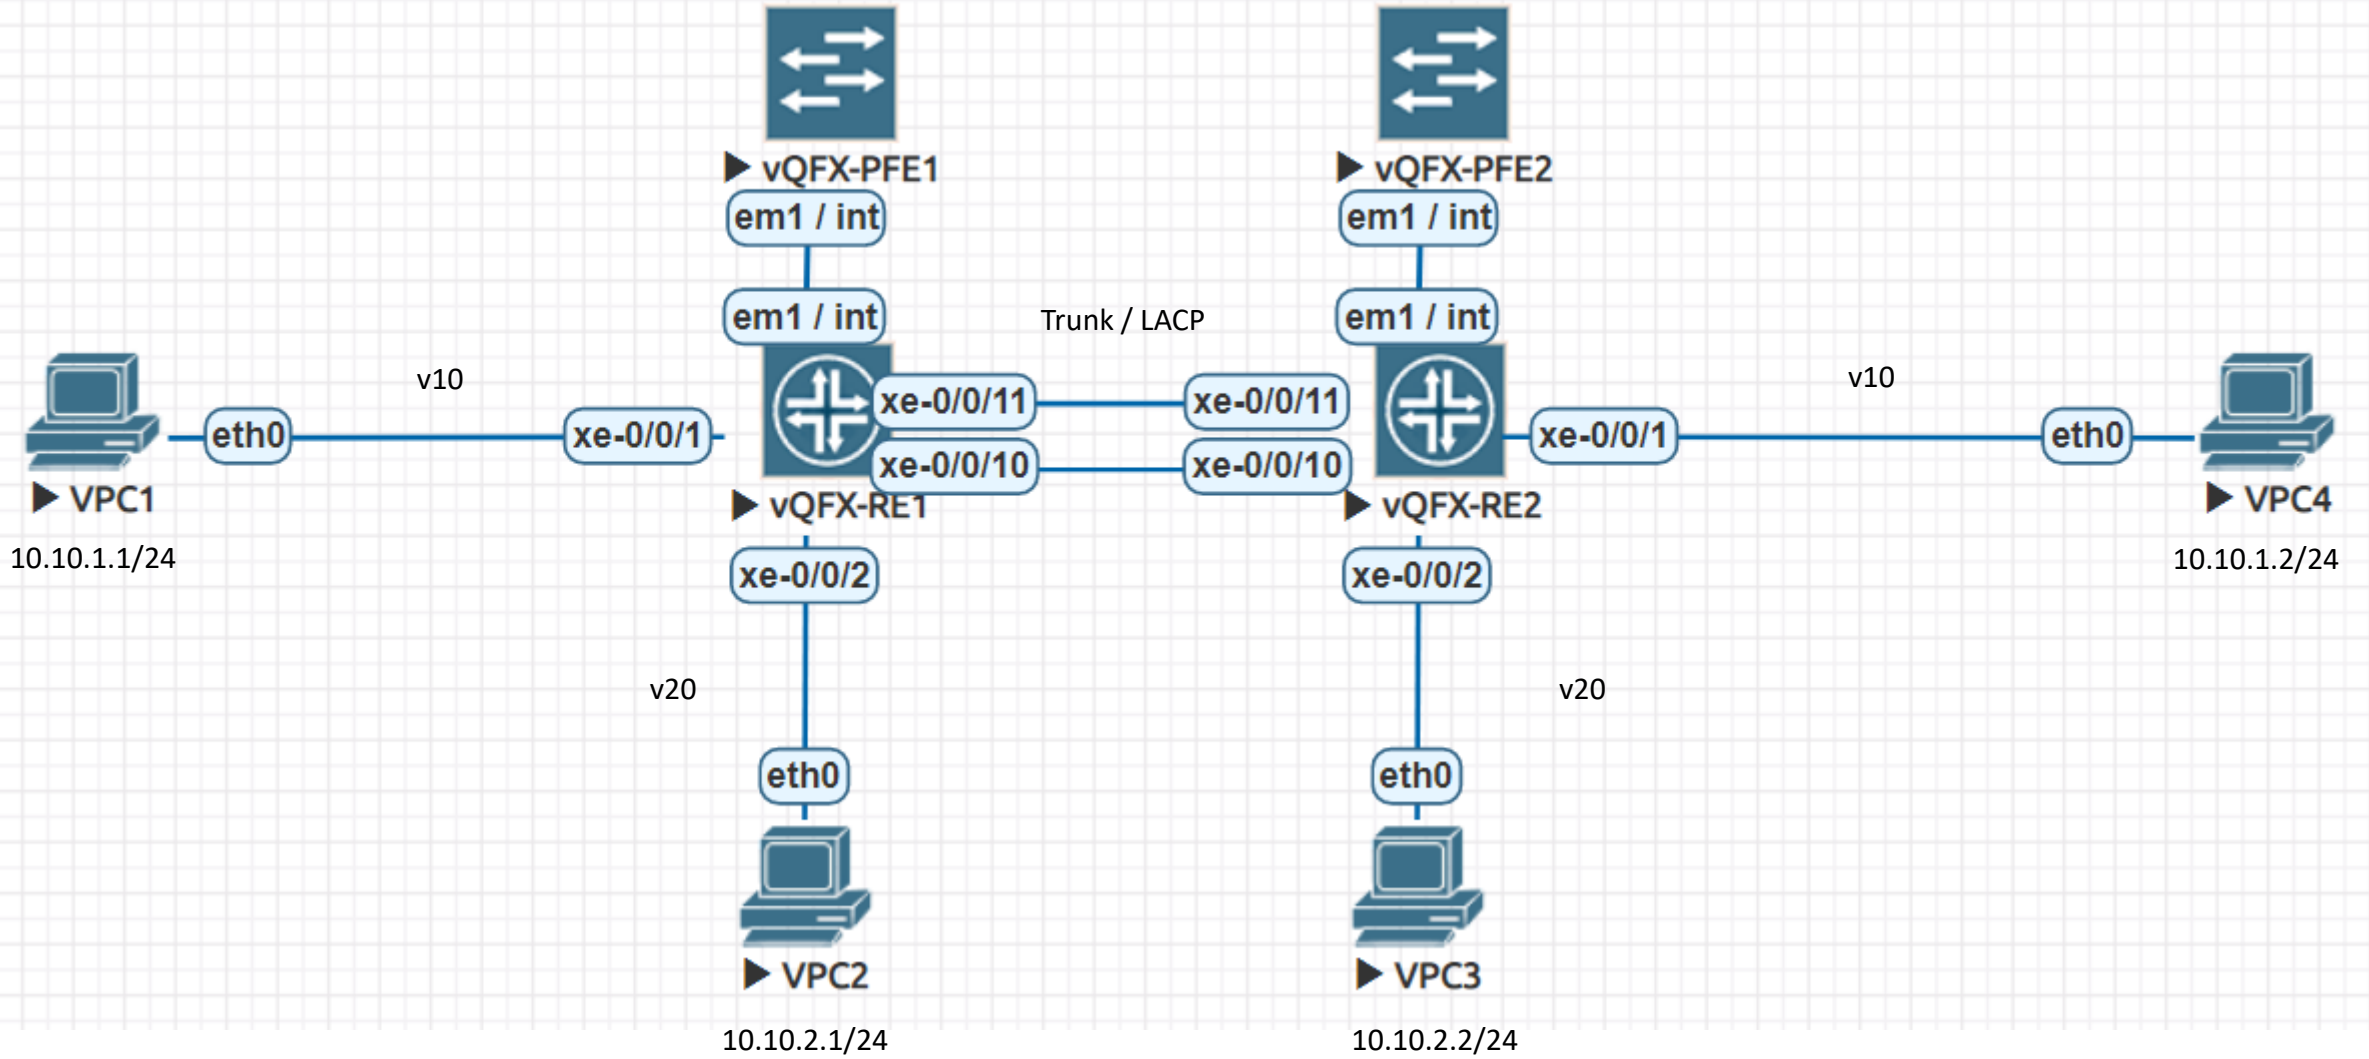 vQFX-PFE1
vQFX-PFE2
em1 / int
em1 / int
em1 / int
em1 / int
Trunk / LACP
v10
v10
xe-0/0/11
xe-0/0/11
eth0
xe-0/0/1
xe-0/0/1
eth0
xe-0/0/10
xe-0/0/10
VPC1
vQFX-RE1
vQFX-RE2
VPC4
10.10.1.1/24
10.10.1.2/24
xe-0/0/2
xe-0/0/2
v20
v20
eth0
eth0
VPC2
VPC3
10.10.2.1/24
10.10.2.2/24